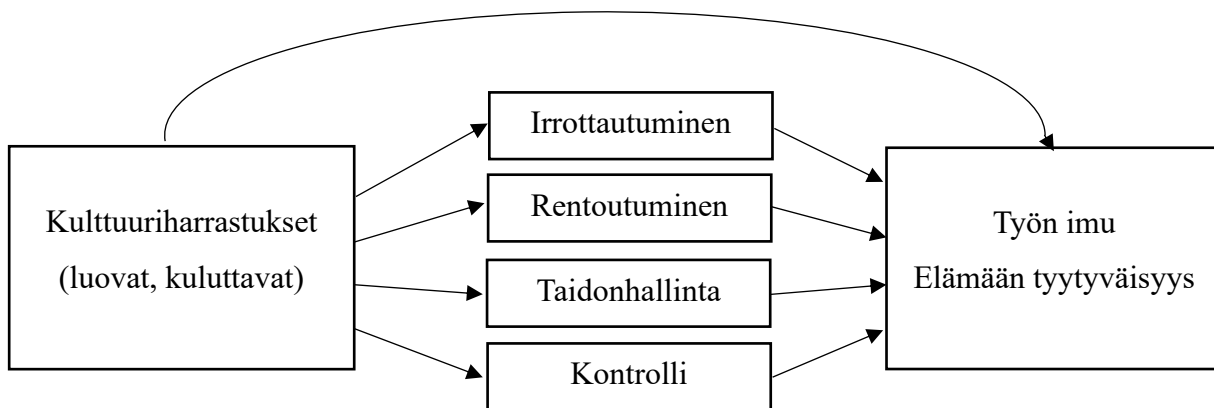 Kulttuuriharrastukset
(luovat, kuluttavat)
Irrottautuminen
Rentoutuminen
Taidonhallinta
Kontrolli
Työn imu
Elämään tyytyväisyys